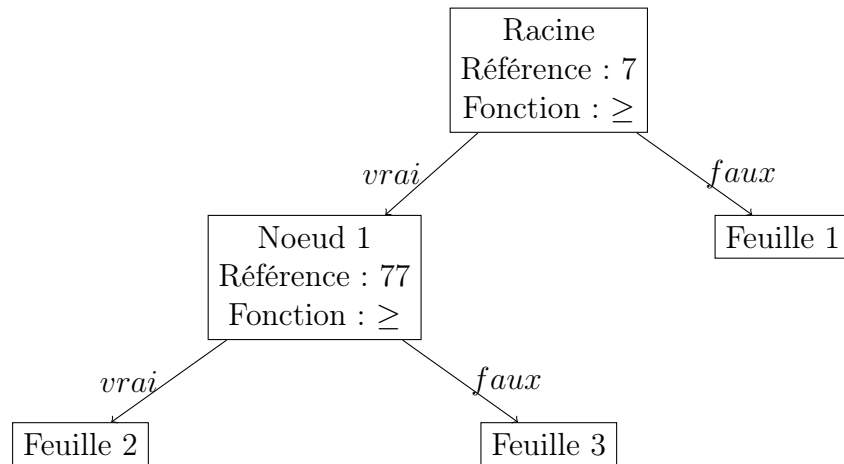 Racine
Référence : 7
Fonction : ≥
vrai
faux
Noeud 1
Référence : 77
Fonction : ≥
Feuille 1
vrai
faux
Feuille 2
Feuille 3